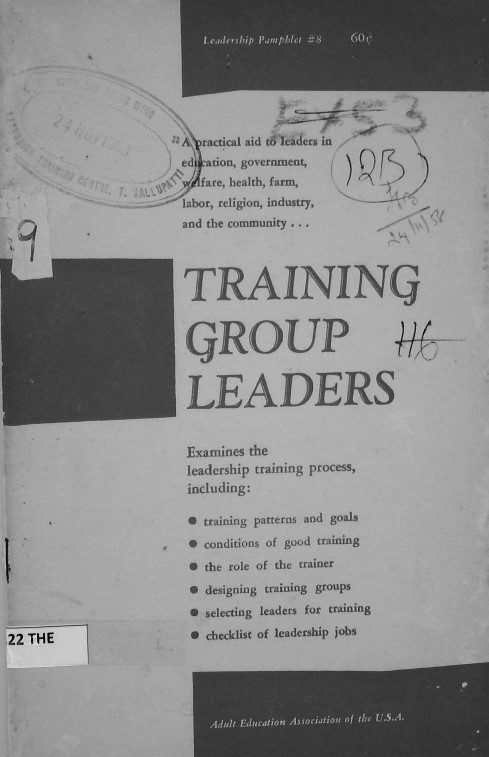 Leadership Pamphlet #8 60¢
"A practical aid to leaders in
education, government,
welfare, health, farm,
labor, religion, industry,
and the community . . .
12B
9
TRAINING
GROUP
LEADERS
116
Examines the
leadership training process,
including:
● training patterns and goals
● conditions of good training
● the role of the trainer
● designing training groups
● selecting leaders for training
● checklist of leadership jobs
22 THE
Adult Education Association of the U.S.A.